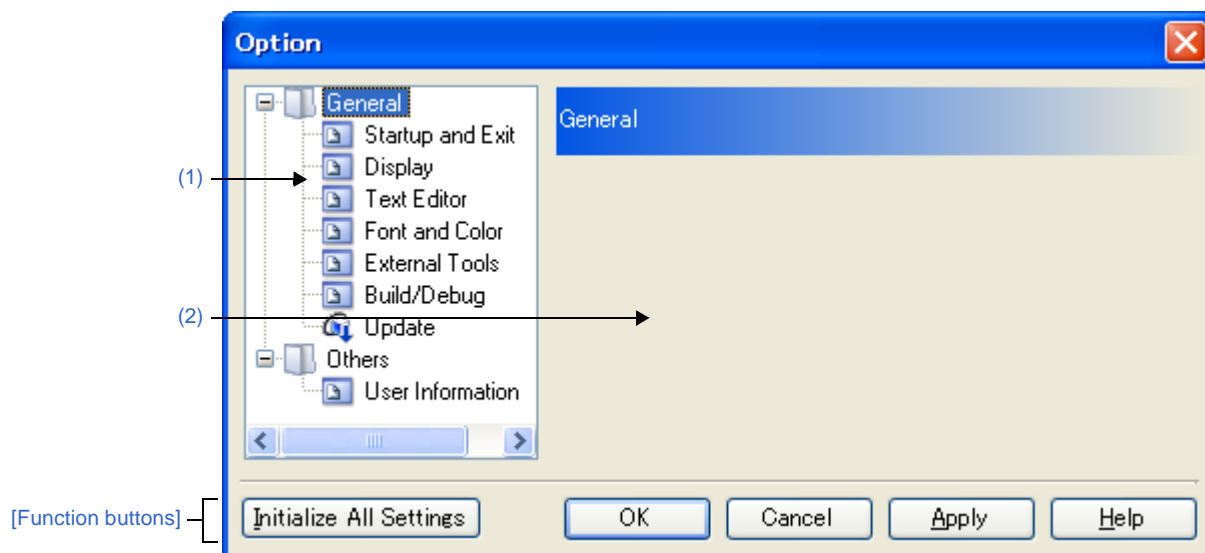 Option
General
General
Startup and Exit
Display
(1)
Text Editor
Font and Color
External Tools
Build/Debug
(2)
Update
Others
User Information
[Function buttons]
Initialize All Settings
OK
Cancel
Apply
Help